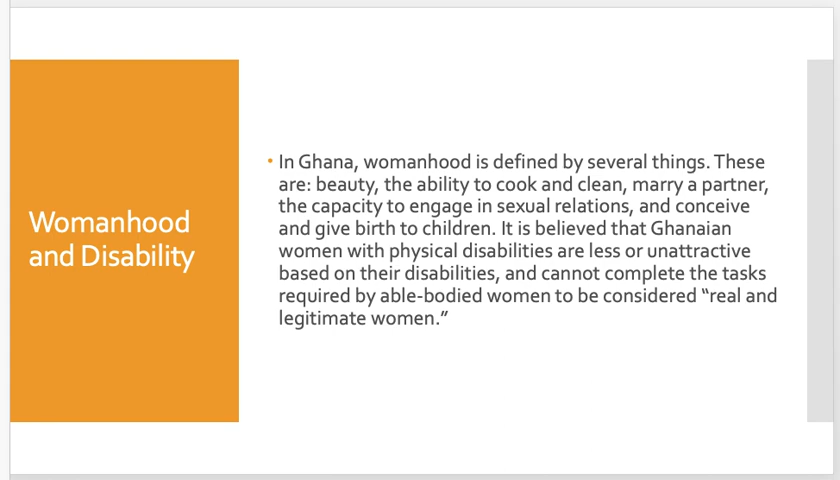 Womanhood
and Disability
• In Ghana, womanhood is defined by several things. These
are: beauty, the ability to cook and clean, marry a partner,
the capacity to engage in sexual relations, and conceive
and give birth to children. It is believed that Ghanaian
women with physical disabilities are less or unattractive
based on their disabilities, and cannot complete the tasks
required by able-bodied women to be considered “real and
legitimate women.”